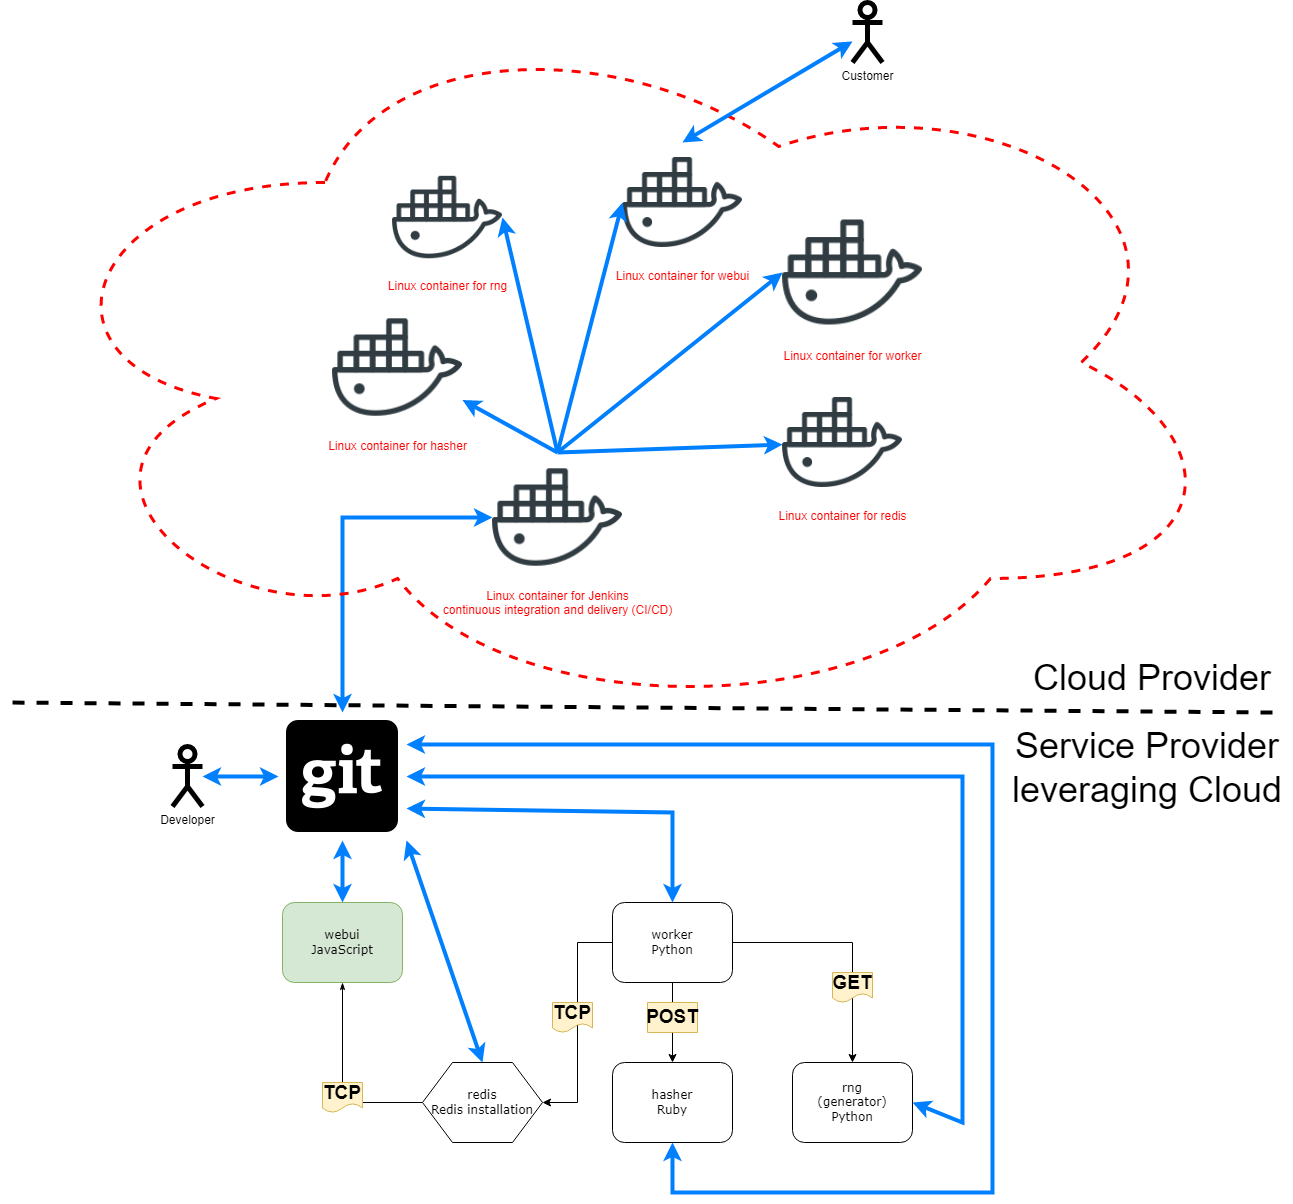 Customer
Linux container for rng
Linux container for webui
Linux container for worker
Linux container for hasher
Linux container for redis
Linux container for Jenkins
continuous integration and delivery (CI/CD)
Cloud Provider
Service Provider
leveraging Cloud
git
Developer
webui
JavaScript
worker
Python
GET
TCP
POST
TCP
redis
Redis installation
hasher
Ruby
rng
(generator)
Python